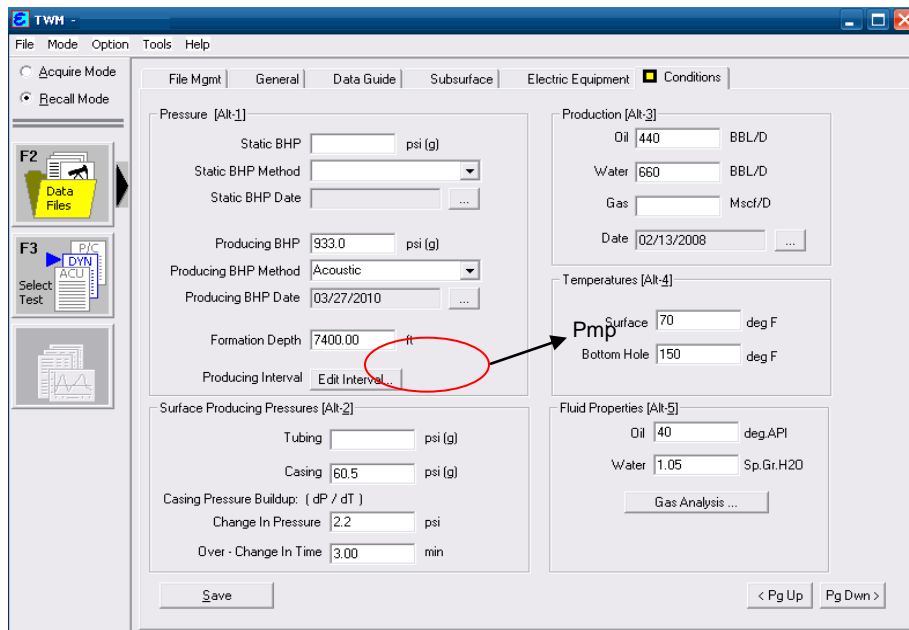 TWM -
File Mode Option Tools Help
Acquire Mode
Recall Mode
F2
Data
Files
F3
P/C
DYN
ACU
Select
Test
File Mgmt General Data Guide Subsurface Electric Equipment Conditions
Pressure [Alt-1]
Static BHP psi (g)
Static BHP Method
Static BHP Date ...
Producing BHP 933.0 psi (g)
Producing BHP Method Acoustic
Producing BHP Date 03/27/2010 ...
Formation Depth 7400.00 ft
Producing Interval Edit Interval...
Surface Producing Pressures [Alt-2]
Tubing psi (g)
Casing 60.5 psi (g)
Casing Pressure Buildup: ( dP / dT )
Change In Pressure 2.2 psi
Over - Change In Time 3.00 min
Save
Production [Alt-3]
Oil 440 BBL/D
Water 660 BBL/D
Gas Mscf/D
Date 02/13/2008 ...
Temperatures [Alt-4]
Surface 70 deg F
Pmp
Bottom Hole 150 deg F
Fluid Properties [Alt-5]
Oil 40 deg.API
Water 1.05 Sp.Gr.H2O
Gas Analysis ...
< Pg Up Pg Dwn >